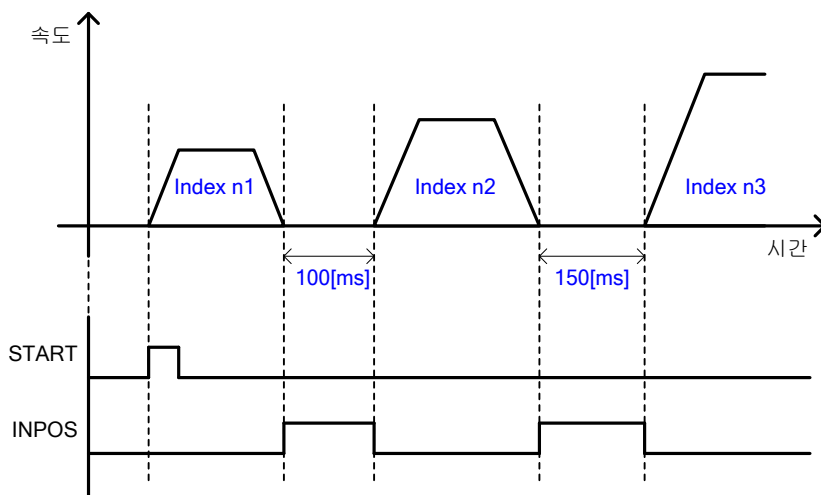 속도
Index n1
Index n2
Index n3
시간
100[ms]
150[ms]
START
INPOS